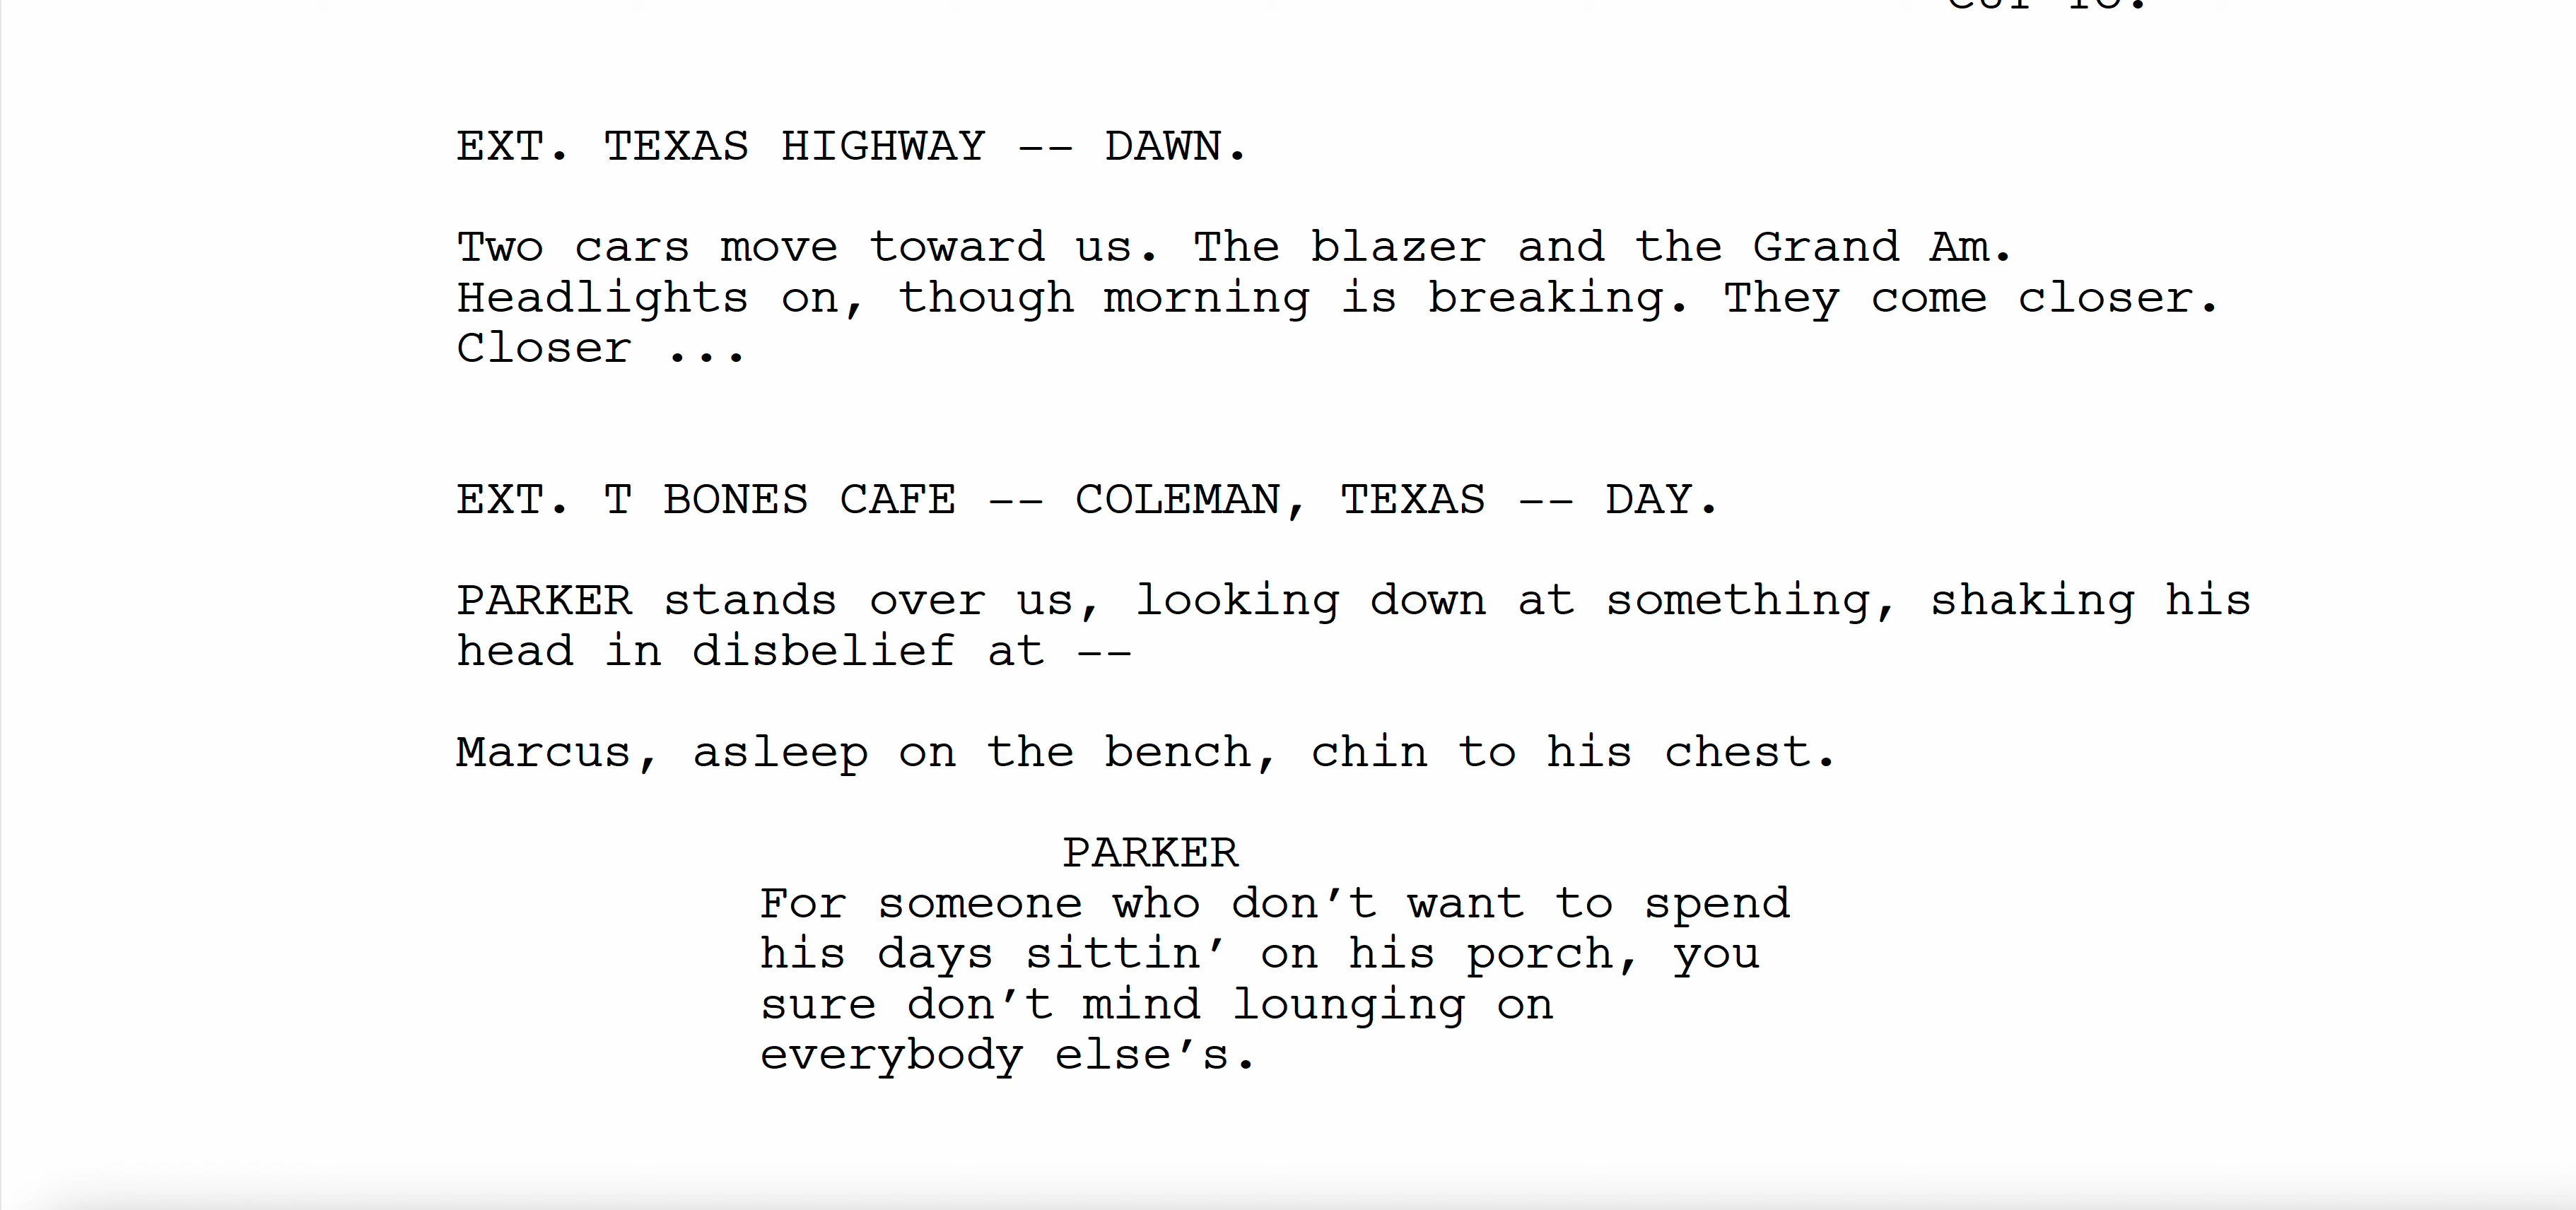 CUT TO:
EXT. TEXAS HIGHWAY -- DAWN.
Two cars move toward us. The blazer and the Grand Am.
Headlights on, though morning is breaking. They come closer.
Closer ...
EXT. T BONES CAFE -- COLEMAN, TEXAS -- DAY.
PARKER stands over us, looking down at something, shaking his
head in disbelief at --
Marcus, asleep on the bench, chin to his chest.
PARKER
For someone who don’t want to spend
his days sittin’ on his porch, you
sure don’t mind lounging on
everybody else’s.